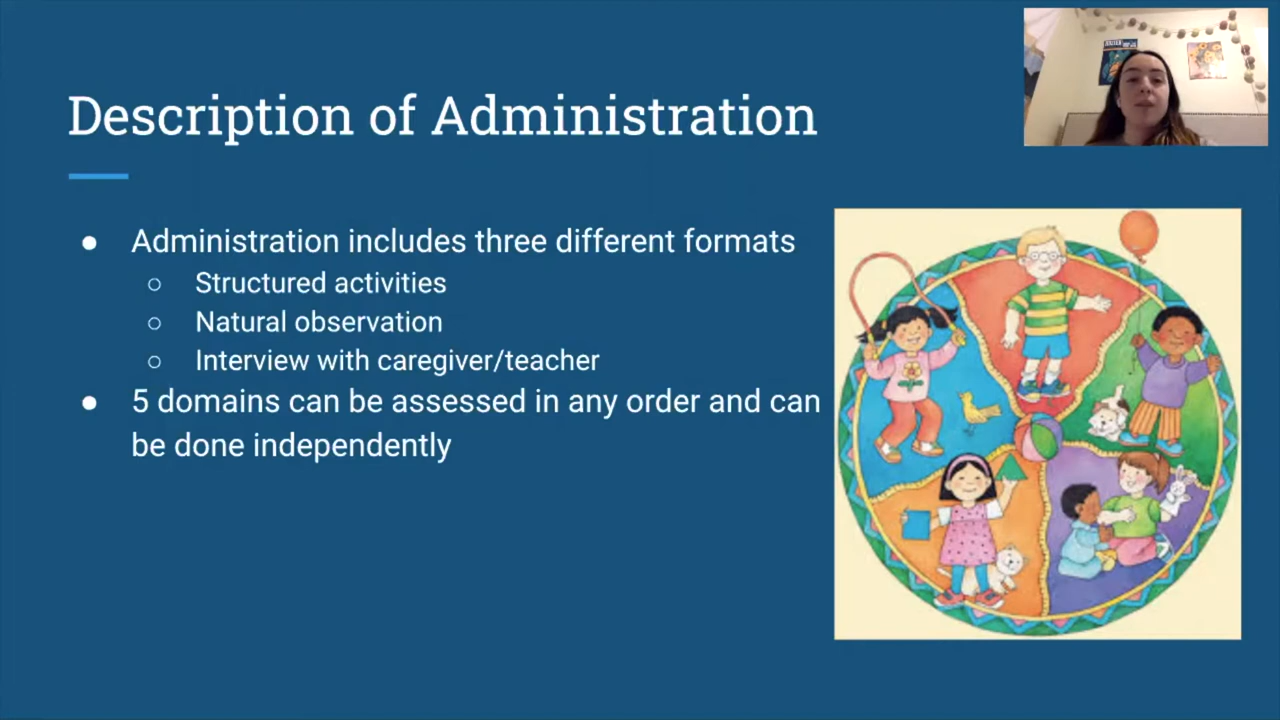 Description of Administration
● Administration includes three different formats
○ Structured activities
○ Natural observation
○ Interview with caregiver/teacher
● 5 domains can be assessed in any order and can
be done independently